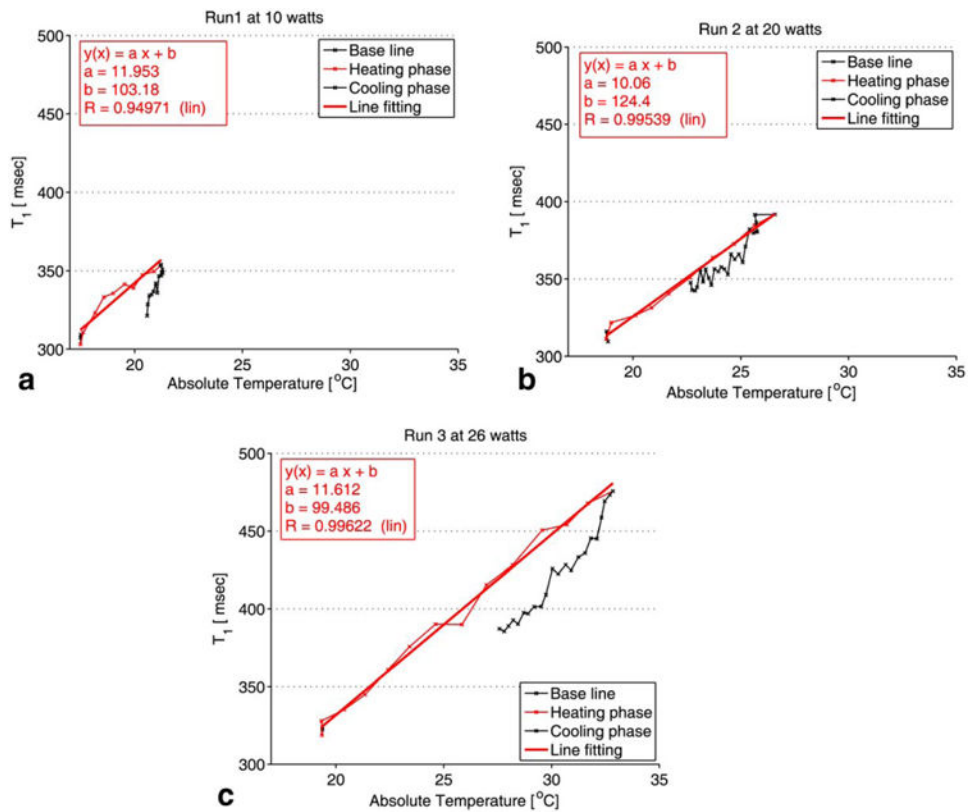 Run1 at 10 watts
500
450
400
350
300
20
25
30
35
T1 [ msec]
Absolute Temperature [°C]
y(x) = a x + b
a = 11.953
b = 103.18
R = 0.94971 (lin)
Base line
Heating phase
Cooling phase
Line fitting
a
Run 2 at 20 watts
500
450
400
350
300
20
25
30
35
T1 [ msec]
Absolute Temperature [°C]
y(x) = a x + b
a = 10.06
b = 124.4
R = 0.99539 (lin)
Base line
Heating phase
Cooling phase
Line fitting
b
Run 3 at 26 watts
500
450
400
350
300
20
25
30
35
T1 [ msec]
Absolute Temperature [°C]
y(x) = a x + b
a = 11.612
b = 99.486
R = 0.99622 (lin)
Base line
Heating phase
Cooling phase
Line fitting
c